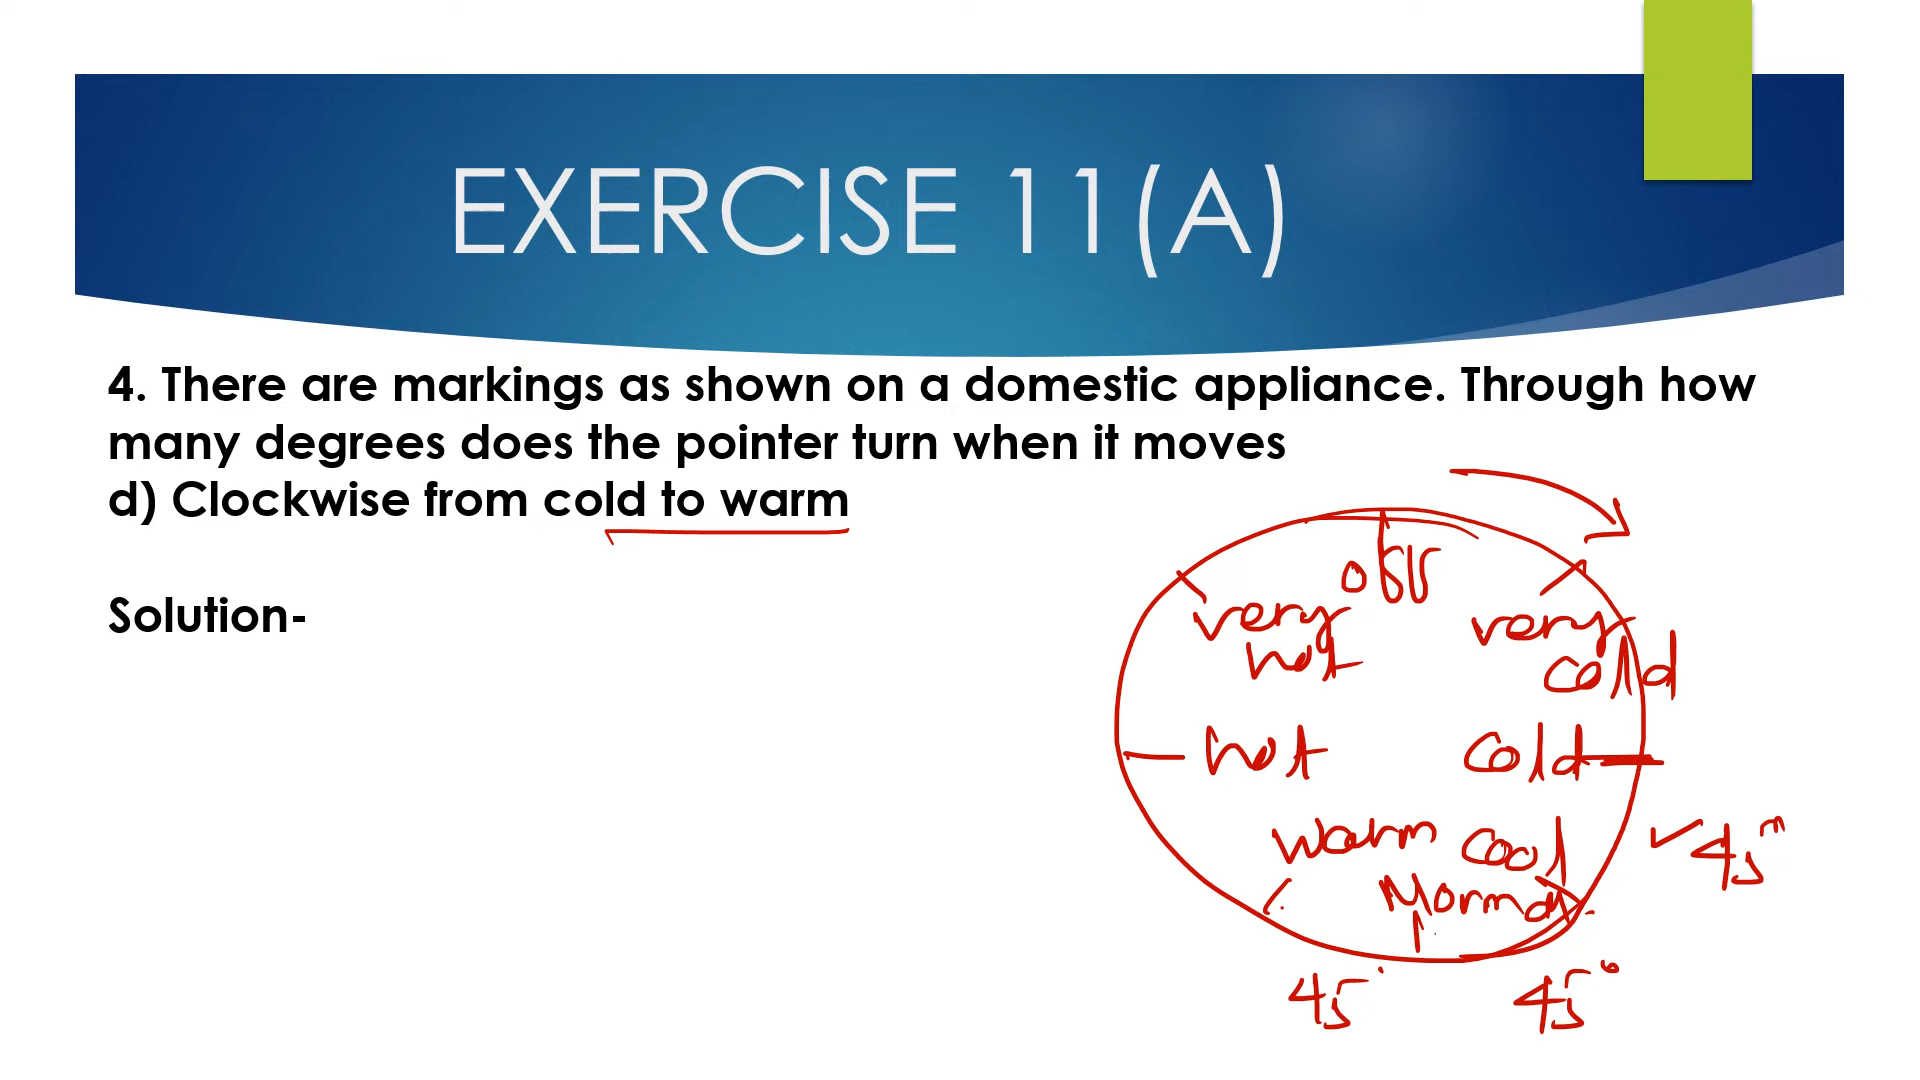 EXERCISE 11(A)
4. There are markings as shown on a domestic appliance. Through how
many degrees does the pointer turn when it moves
d) Clockwise from cold to warm
Solution-
off
very
hot
very
cold
hot
cold
warm
cool
Normal
45°
45°
45°